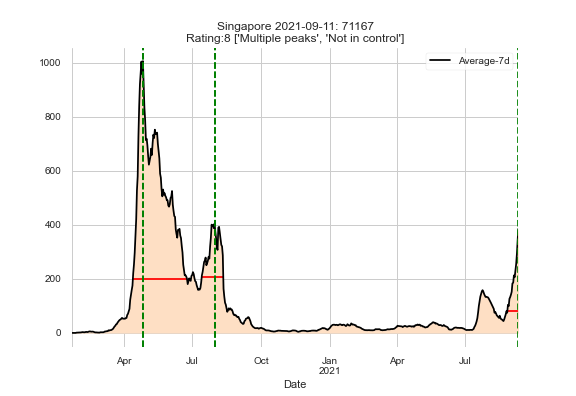 Singapore 2021-09-11: 71167
Rating:8 ['Multiple peaks', 'Not in control']
Average-7d
1000
800
600
400
200
0
Apr Jul Oct Jan Apr Jul
2021
Date